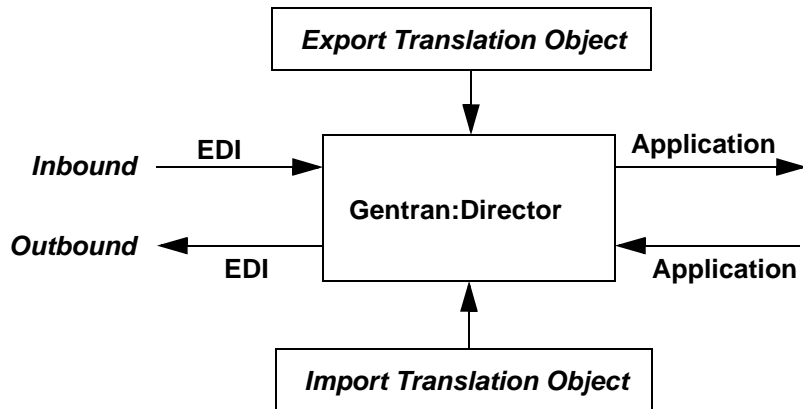 Export Translation Object
EDI
Application
Inbound
Gentran:Director
Outbound
EDI
Application
Import Translation Object